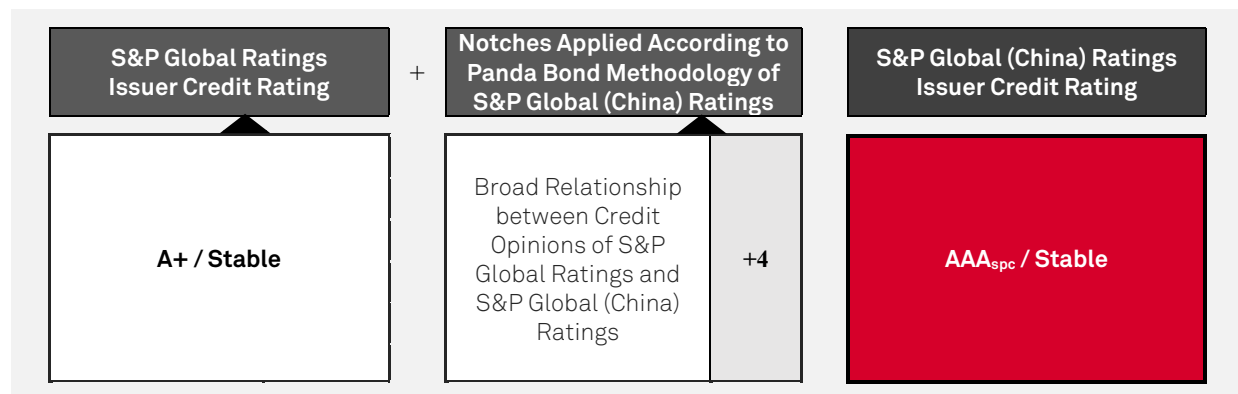 S&P Global Ratings
Issuer Credit Rating
+
Notches Applied According to
Panda Bond Methodology of
S&P Global (China) Ratings
S&P Global (China) Ratings
Issuer Credit Rating
A+ / Stable
Broad Relationship
between Credit
Opinions of S&P
Global Ratings and
S&P Global (China)
Ratings
+4
AAAspc / Stable